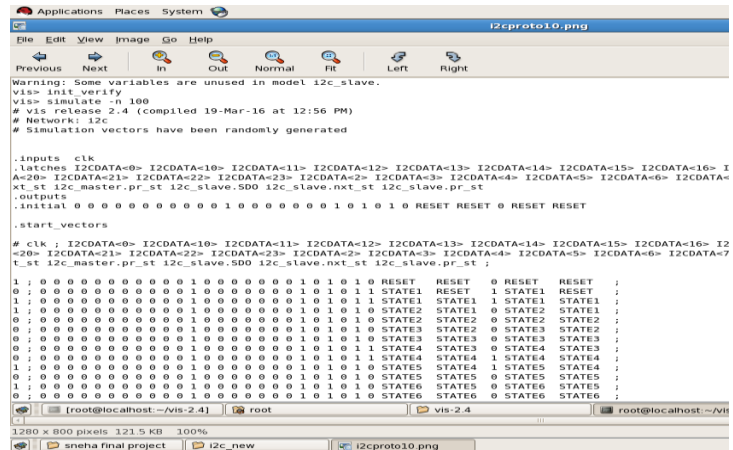 Applications Places System
i2cproto10.png
File Edit View Image Go Help
Previous Next In Out Normal Fit Left Right
Warning: Some variables are unused in model i2c_slave.
vis> init_verify
vis> simulate -n 100
# vis release 2.4 (compiled 19-Mar-16 at 12:56 PM)
# Network: i2c
# Simulation vectors have been randomly generated
.inputs clk
.latches I2CDATA<0> I2CDATA<10> I2CDATA<11> I2CDATA<12> I2CDATA<13> I2CDATA<14> I2CDATA<15> I2CDATA<16> I
A<20> I2CDATA<21> I2CDATA<22> I2CDATA<23> I2CDATA<2> I2CDATA<3> I2CDATA<4> I2CDATA<5> I2CDATA<6> I2CDATA<
xt_st i2c_master.pr_st i2c_slave.SDO i2c_slave.nxt_st i2c_slave.pr_st
.outputs
.initial 0 0 0 0 0 0 0 0 0 0 0 1 0 0 0 0 0 0 0 1 0 1 0 1 0 RESET RESET 0 RESET RESET
.start_vectors
# clk ; I2CDATA<0> I2CDATA<10> I2CDATA<11> I2CDATA<12> I2CDATA<13> I2CDATA<14> I2CDATA<15> I2CDATA<16> I2
<20> I2CDATA<21> I2CDATA<22> I2CDATA<23> I2CDATA<2> I2CDATA<3> I2CDATA<4> I2CDATA<5> I2CDATA<6> I2CDATA<7
t_st i2c_master.pr_st i2c_slave.SDO i2c_slave.nxt_st i2c_slave.pr_st ;
1 ; 0 0 0 0 0 0 0 0 0 0 0 1 0 0 0 0 0 0 0 1 0 1 0 1 0 RESET RESET 0 RESET RESET ;
0 ; 0 0 0 0 0 0 0 0 0 0 0 1 0 0 0 0 0 0 0 1 0 1 0 1 1 STATE1 RESET 1 STATE1 RESET ;
1 ; 0 0 0 0 0 0 0 0 0 0 0 1 0 0 0 0 0 0 0 1 0 1 0 1 1 STATE1 STATE1 1 STATE1 STATE1 ;
1 ; 0 0 0 0 0 0 0 0 0 0 0 1 0 0 0 0 0 0 0 1 0 1 0 1 0 STATE2 STATE1 0 STATE2 STATE1 ;
0 ; 0 0 0 0 0 0 0 0 0 0 0 1 0 0 0 0 0 0 0 1 0 1 0 1 0 STATE2 STATE2 0 STATE2 STATE2 ;
0 ; 0 0 0 0 0 0 0 0 0 0 0 1 0 0 0 0 0 0 0 1 0 1 0 1 0 STATE3 STATE2 0 STATE3 STATE2 ;
0 ; 0 0 0 0 0 0 0 0 0 0 0 1 0 0 0 0 0 0 0 1 0 1 0 1 0 STATE3 STATE3 0 STATE3 STATE3 ;
0 ; 0 0 0 0 0 0 0 0 0 0 0 1 0 0 0 0 0 0 0 1 0 1 0 1 1 STATE4 STATE3 0 STATE4 STATE3 ;
0 ; 0 0 0 0 0 0 0 0 0 0 0 1 0 0 0 0 0 0 0 1 0 1 0 1 1 STATE4 STATE4 1 STATE4 STATE4 ;
1 ; 0 0 0 0 0 0 0 0 0 0 0 1 0 0 0 0 0 0 0 1 0 1 0 1 0 STATE5 STATE4 1 STATE5 STATE4 ;
0 ; 0 0 0 0 0 0 0 0 0 0 0 1 0 0 0 0 0 0 0 1 0 1 0 1 0 STATE5 STATE5 0 STATE5 STATE5 ;
1 ; 0 0 0 0 0 0 0 0 0 0 0 1 0 0 0 0 0 0 0 1 0 1 0 1 0 STATE6 STATE5 0 STATE6 STATE5 ;
0 ; 0 0 0 0 0 0 0 0 0 0 0 1 0 0 0 0 0 0 0 1 0 1 0 1 0 STATE6 STATE6 0 STATE6 STATE6 ;
[root@localhost:~/vis-2.4] root vis-2.4 root@localhost:~/vis
1280 × 800 pixels 121.5 KB 100%
sneha final project i2c_new i2cproto10.png